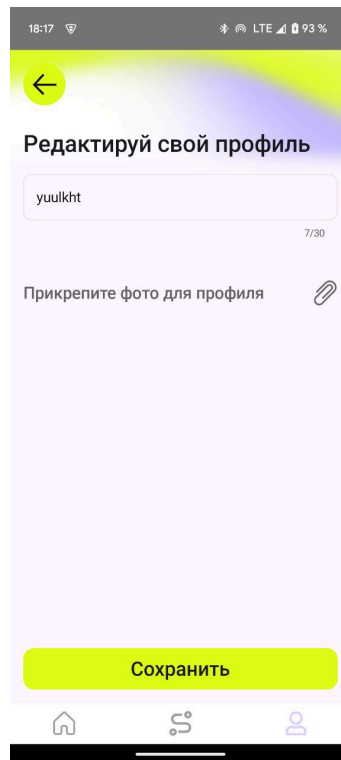 18:17 LTE 93 %
Редактируй свой профиль
yuulkht
7/30
Прикрепите фото для профиля
Сохранить